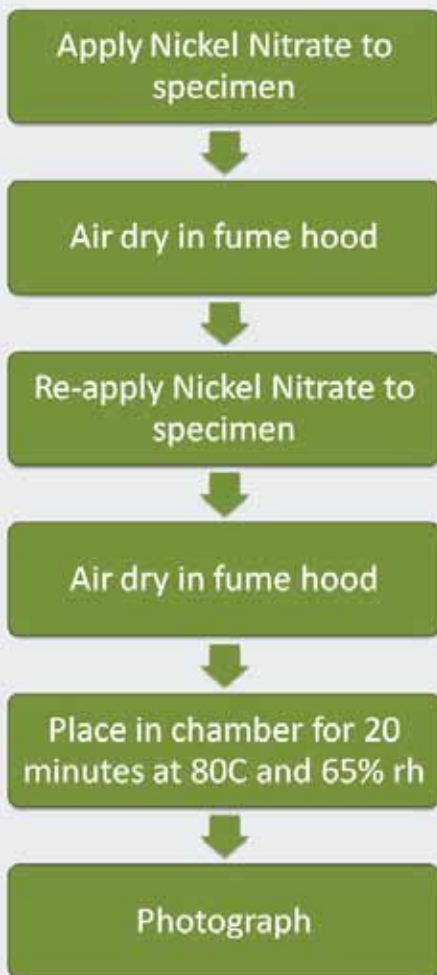 Apply Nickel Nitrate to
specimen
Air dry in fume hood
Re-apply Nickel Nitrate to
specimen
Air dry in fume hood
Place in chamber for 20
minutes at 80C and 65% rh
Photograph